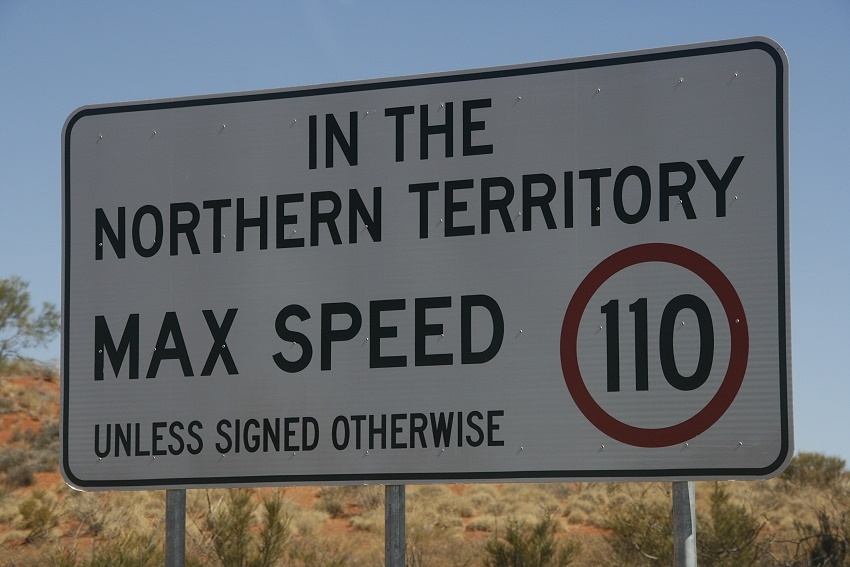 IN THE
NORTHERN TERRITORY
MAX SPEED 110
UNLESS SIGNED OTHERWISE